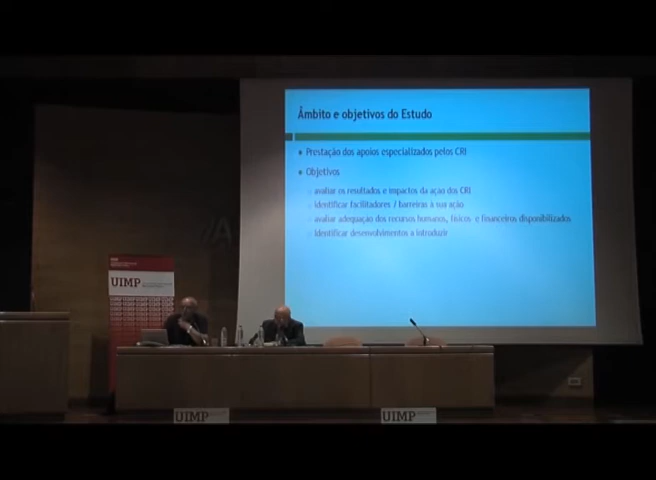 Âmbito e objetivos do Estudo
Prestação dos apoios especializados pelos CRI
Objetivos
avaliar os resultados e impactos da ação dos CRI
identificar facilitadores / barreiras à sua ação
avaliar adequação dos recursos humanos, físicos e financeiros disponibilizados
identificar desenvolvimentos a introduzir
UIMP
UIMP
UIMP